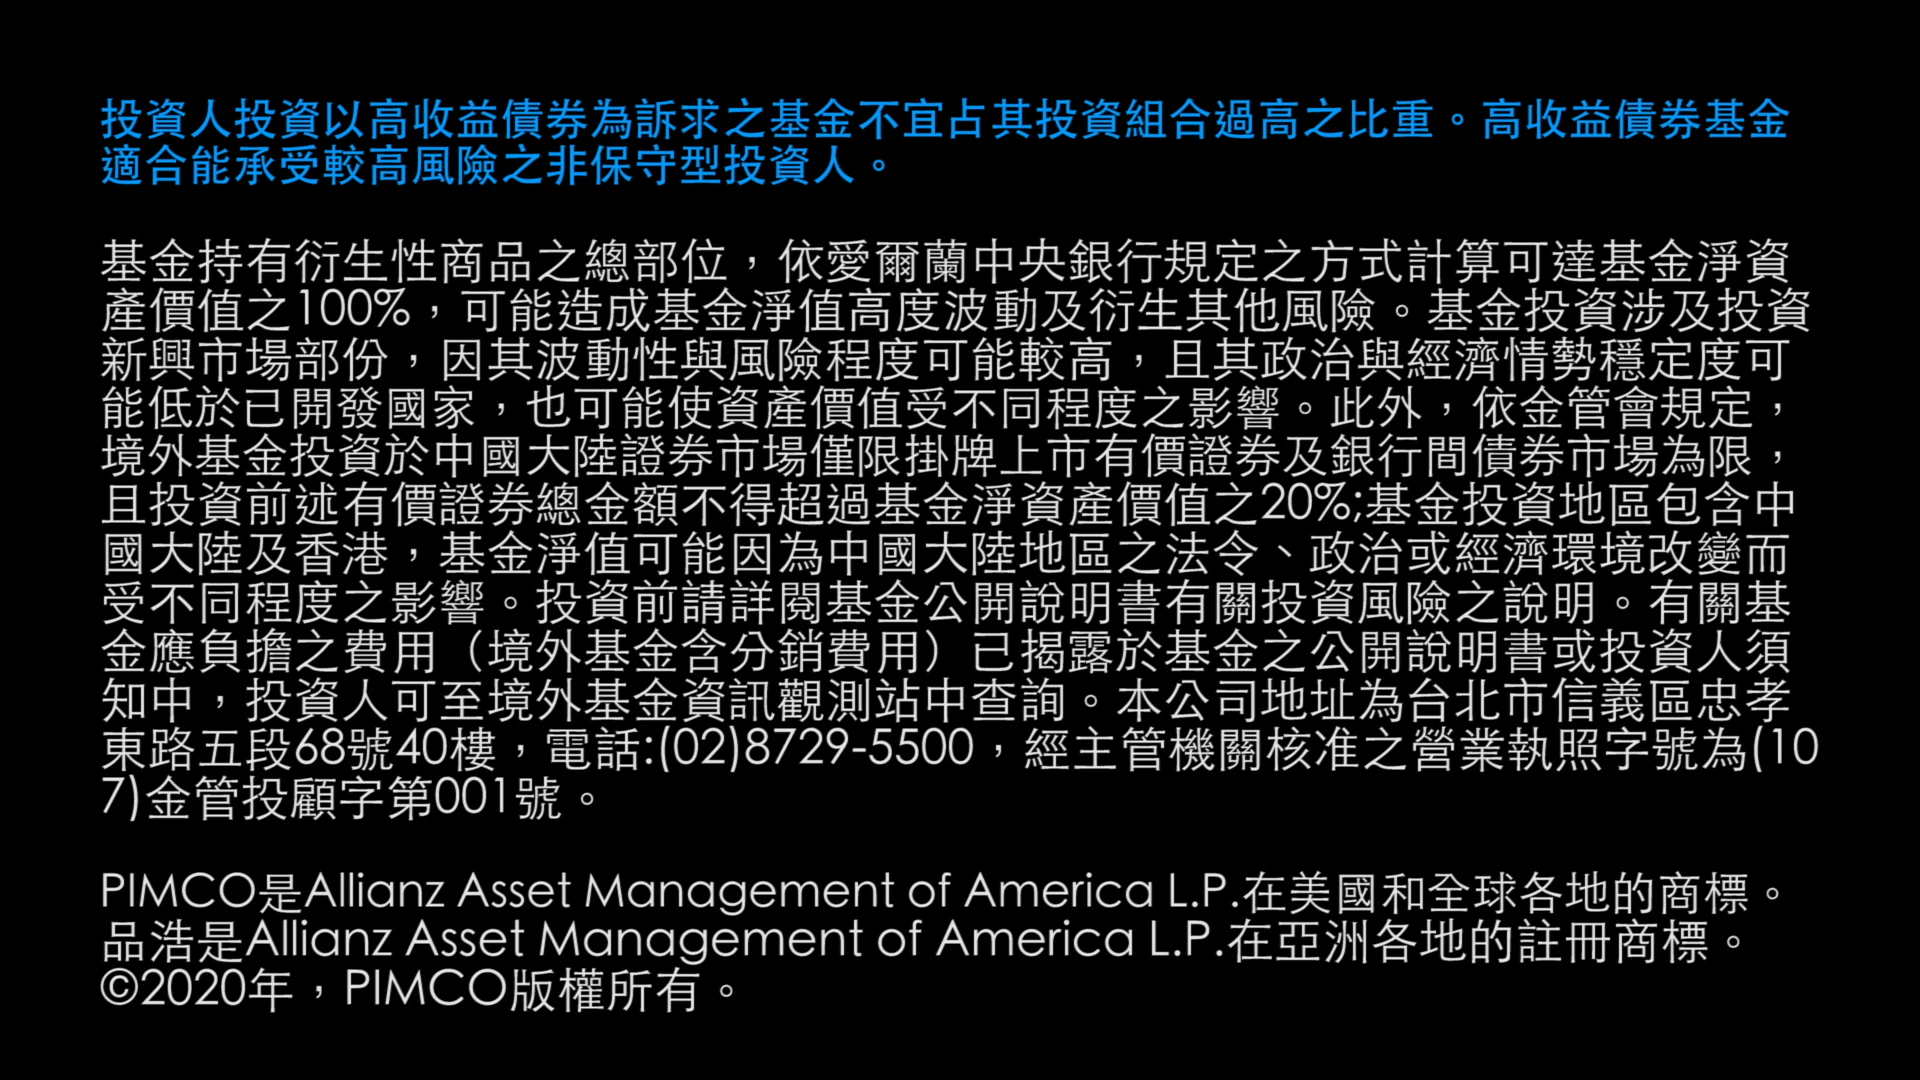 投資人投資以高收益債券為訴求之基金不宜占其投資組合過高之比重。高收益債券基金
適合能承受較高風險之非保守型投資人。
基金持有衍生性商品之總部位，依愛爾蘭中央銀行規定之方式計算可達基金淨資
產價值之100%，可能造成基金淨值高度波動及衍生其他風險。基金投資涉及投資
新興市場部份，因其波動性與風險程度可能較高，且其政治與經濟情勢穩定度可
能低於已開發國家，也可能使資產價值受不同程度之影響。此外，依金管會規定，
境外基金投資於中國大陸證券市場僅限掛牌上市有價證券及銀行間債券市場為限，
且投資前述有價證券總金額不得超過基金淨資產價值之20%;基金投資地區包含中
國大陸及香港，基金淨值可能因為中國大陸地區之法令、政治或經濟環境改變而
受不同程度之影響。投資前請詳閱基金公開說明書有關投資風險之說明。有關基
金應負擔之費用（境外基金含分銷費用）已揭露於基金之公開說明書或投資人須
知中，投資人可至境外基金資訊觀測站中查詢。本公司地址為台北市信義區忠孝
東路五段68號40樓，電話:(02)8729-5500，經主管機關核准之營業執照字號為(10
7)金管投顧字第001號。
PIMCO是Allianz Asset Management of America L.P.在美國和全球各地的商標。
品浩是Allianz Asset Management of America L.P.在亞洲各地的註冊商標。
©2020年，PIMCO版權所有。